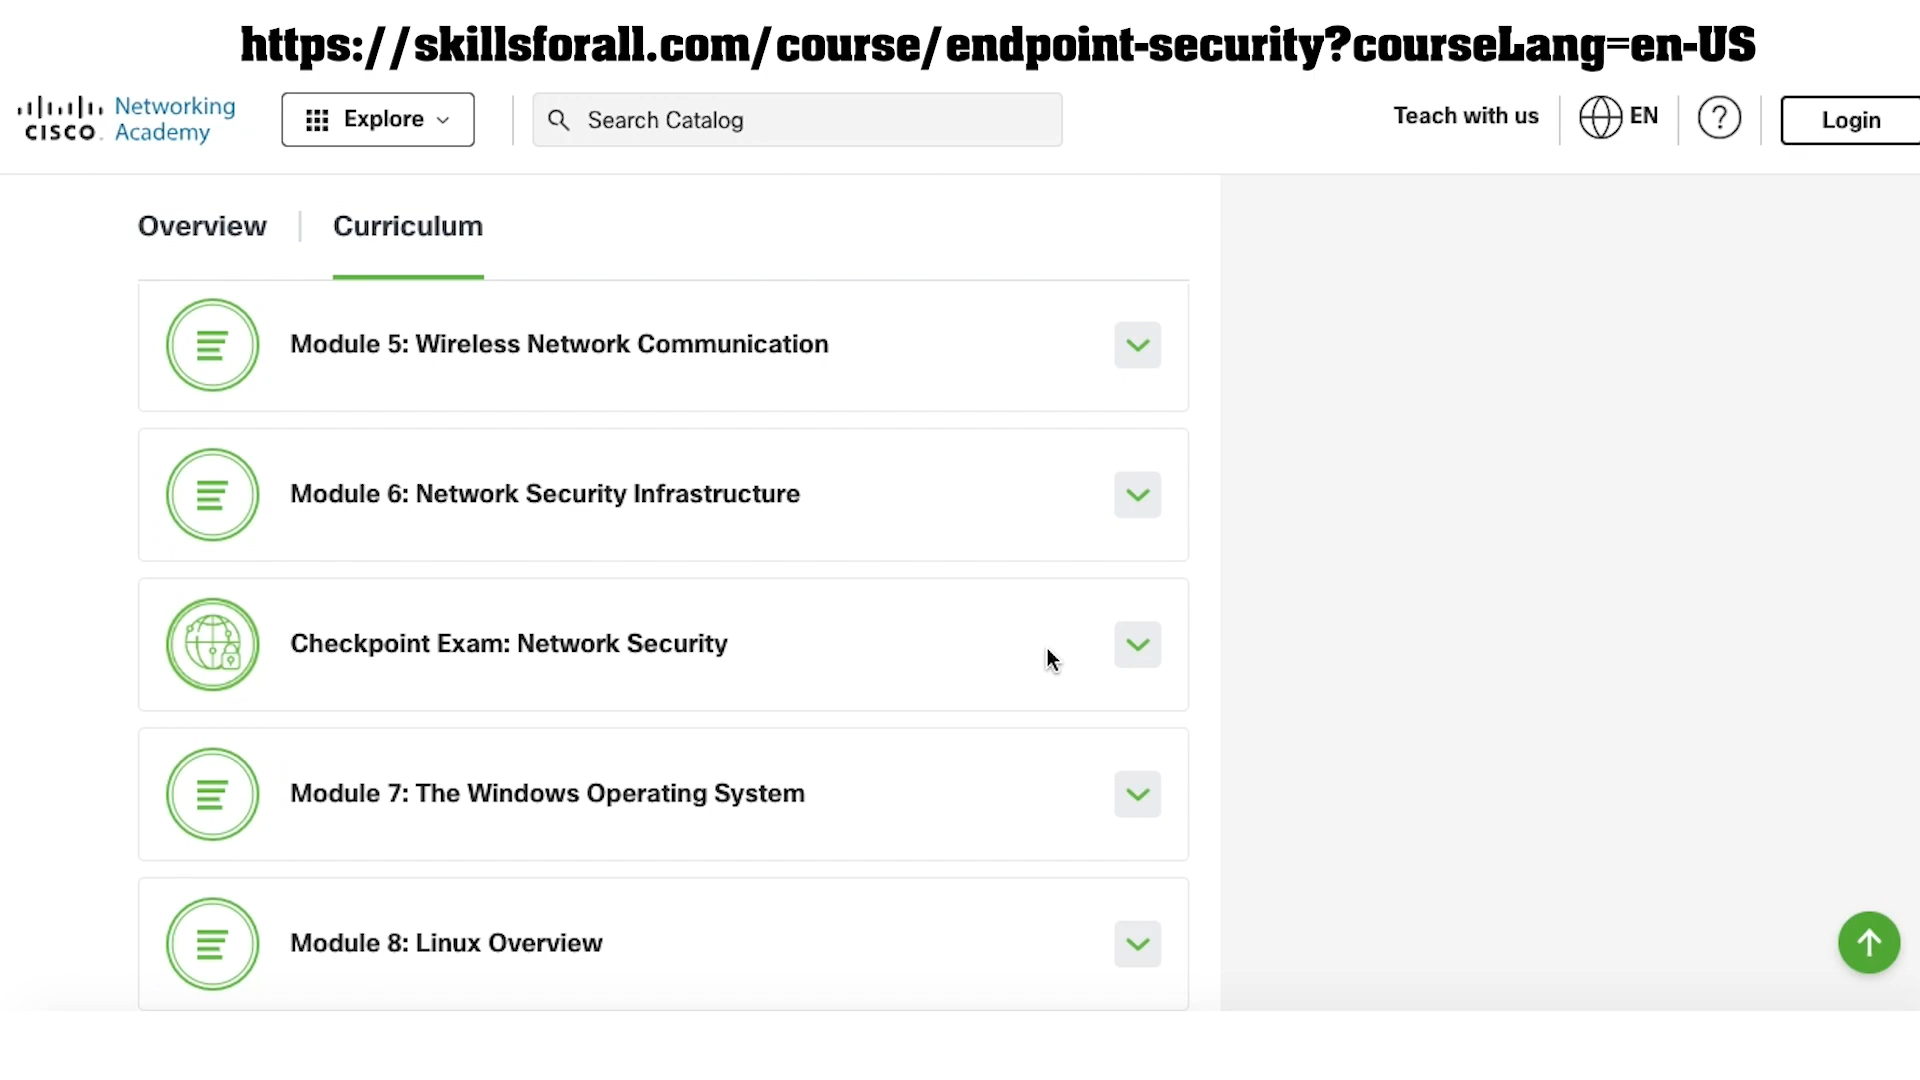 https://skillsforall.com/course/endpoint-security?courseLang=en-US
CISCO Networking Academy
Explore
Search Catalog
Teach with us
EN
?
Login
Overview
Curriculum
Module 5: Wireless Network Communication
Module 6: Network Security Infrastructure
Checkpoint Exam: Network Security
Module 7: The Windows Operating System
Module 8: Linux Overview